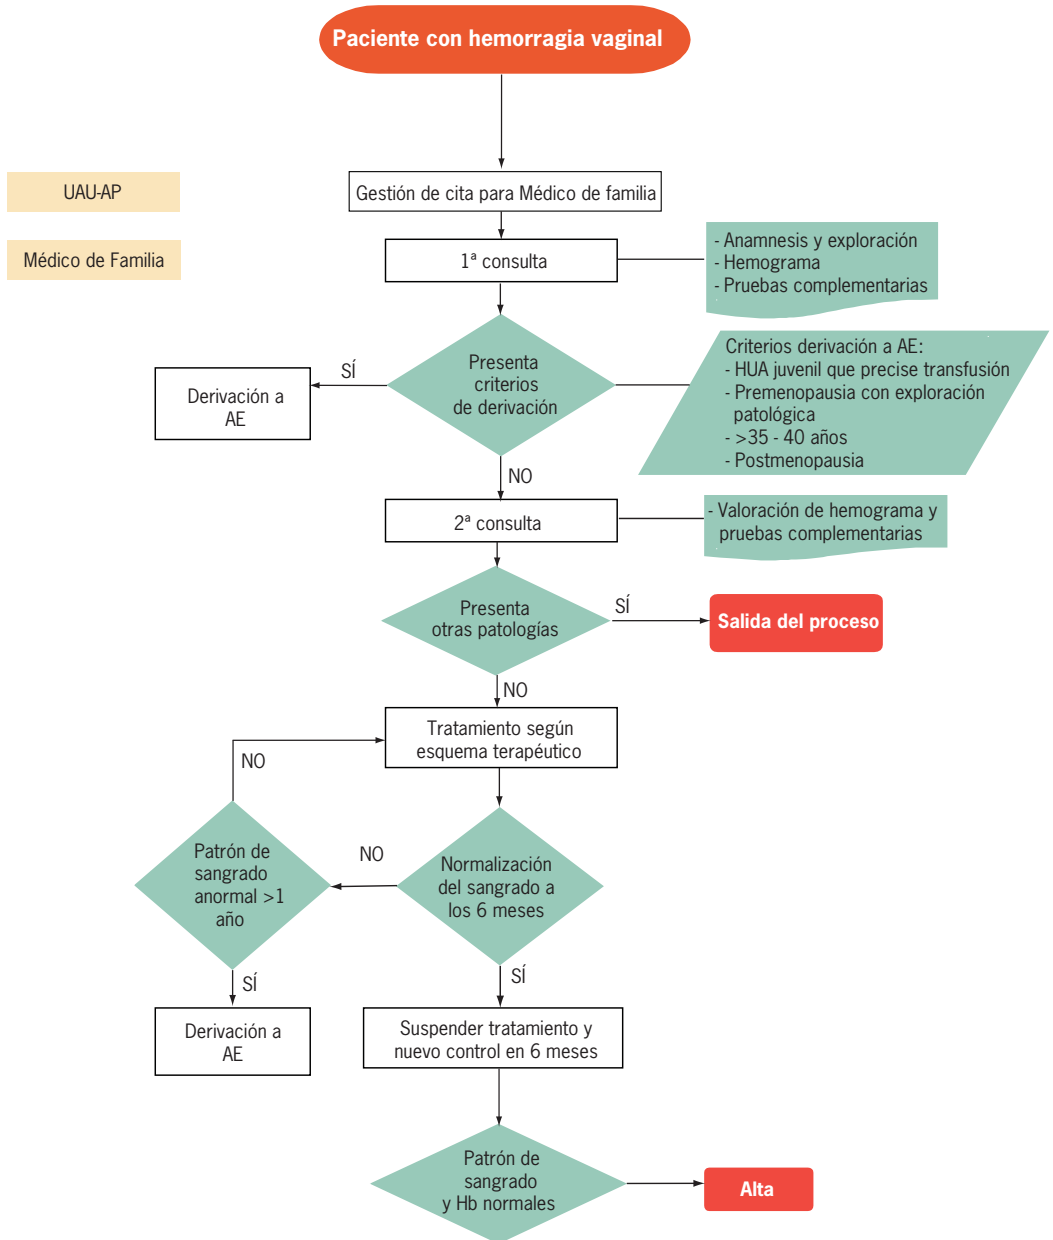 Paciente con hemorragia vaginal
UAU-AP
Gestión de cita para Médico de familia
Médico de Familia
1ª consulta
- Anamnesis y exploración
- Hemograma
- Pruebas complementarias
Presenta
criterios
de derivación
SÍ
Derivación a
AE
Criterios derivación a AE:
- HUA juvenil que precise transfusión
- Premenopausia con exploración
patológica
- >35 - 40 años
- Postmenopausia
NO
2ª consulta
- Valoración de hemograma y
pruebas complementarias
Presenta
otras patologías
SÍ
Salida del proceso
NO
Tratamiento según
esquema terapéutico
NO
Patrón de
sangrado
anormal >1
año
NO
Normalización
del sangrado a
los 6 meses
SÍ
Derivación a
AE
SÍ
Suspender tratamiento y
nuevo control en 6 meses
Patrón de
sangrado
y Hb normales
Alta